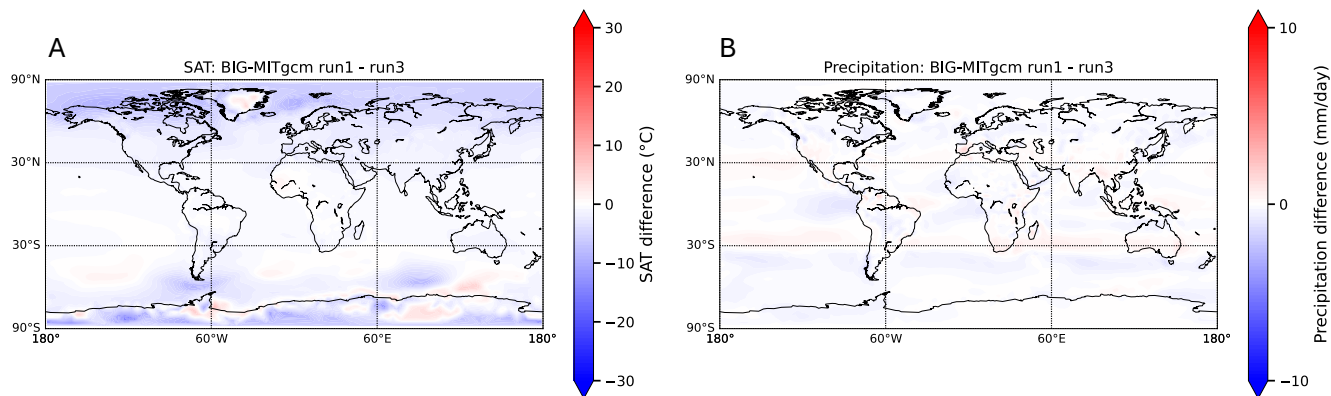 A
SAT: BIG-MITgcm run1 - run3
90°N
30°N
30°S
90°S
180°
60°W
60°E
180°
30
20
10
0
−10
−20
−30
SAT difference (°C)
B
Precipitation: BIG-MITgcm run1 - run3
90°N
30°N
30°S
90°S
180°
60°W
60°E
180°
10
0
−10
Precipitation difference (mm/day)